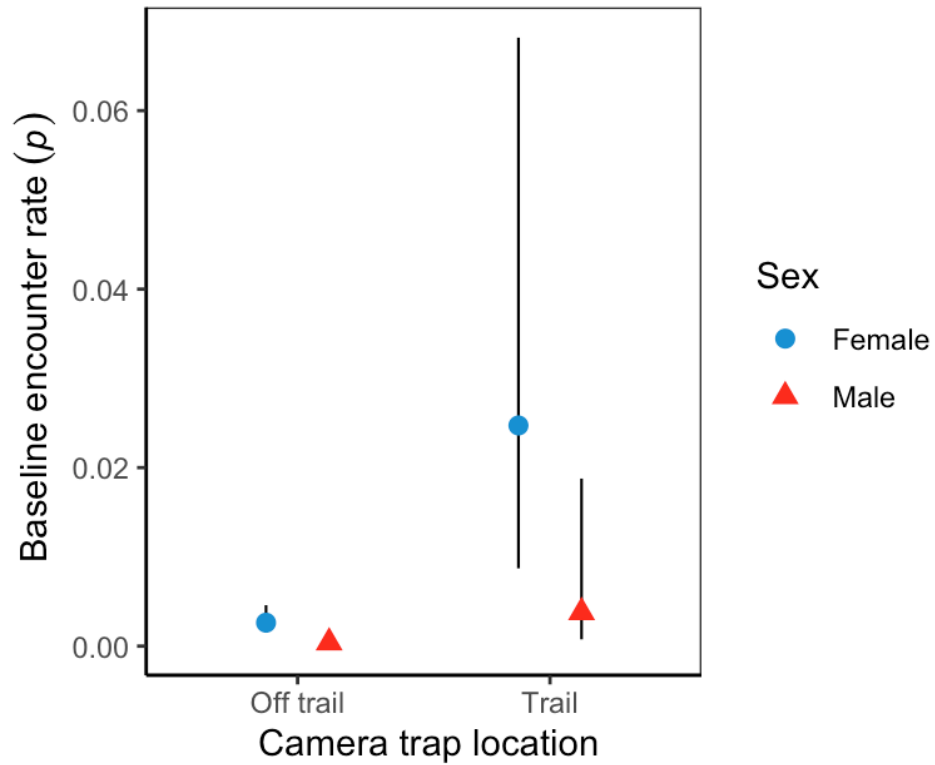 Baseline encounter rate (p)
0.06
0.04
0.02
0.00
Off trail
Trail
Camera trap location
Sex
Female
Male